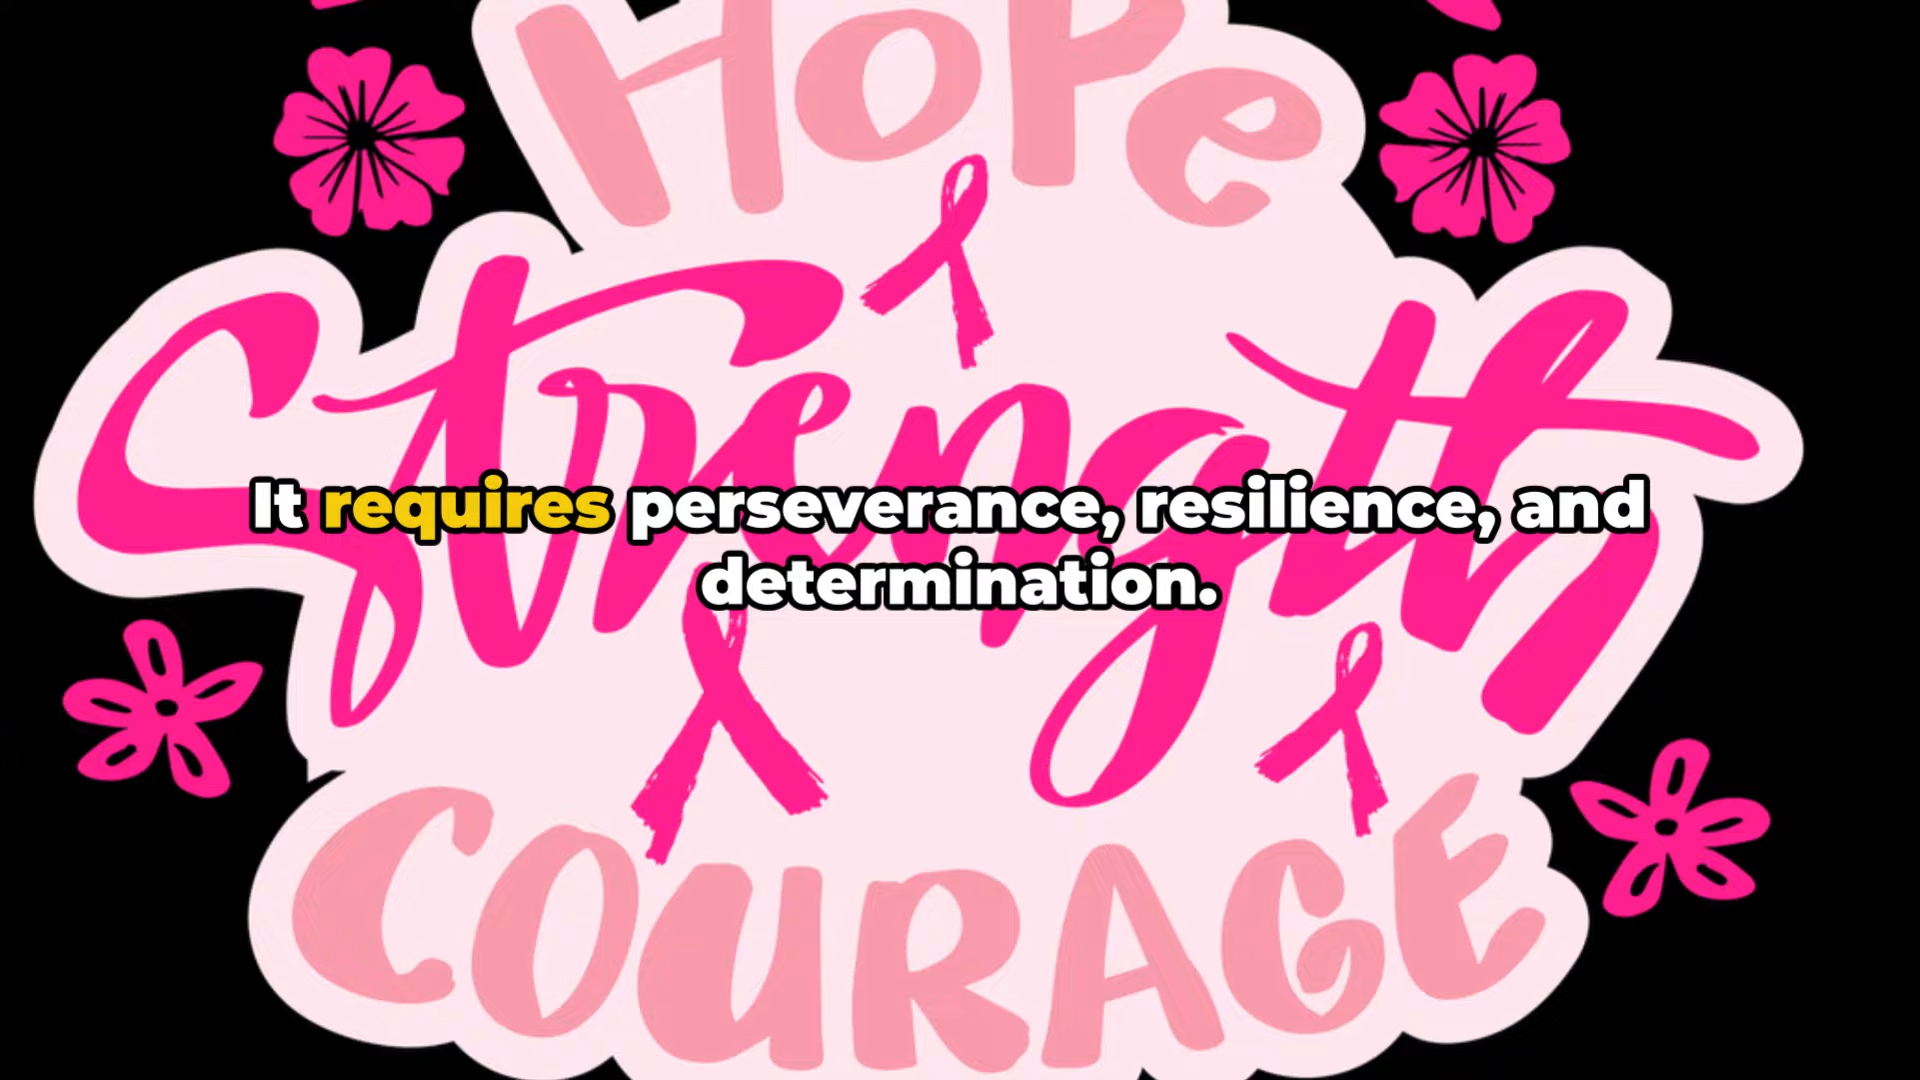 Hope
Strength
It requires perseverance, resilience, and
determination.
COURAGE